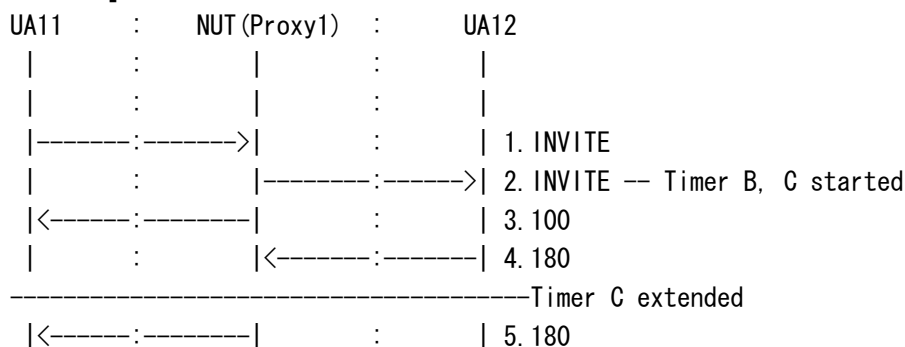 UA11 : NUT(Proxy1) : UA12
| : | : |
| : | : |
|-------:------->| : | 1. INVITE
| : |-------:------>| 2. INVITE -- Timer B, C started
|<------:--------| : | 3. 100
| : |<-------:-------| 4. 180
---------------------------------------Timer C extended
|<------:--------| : | 5. 180